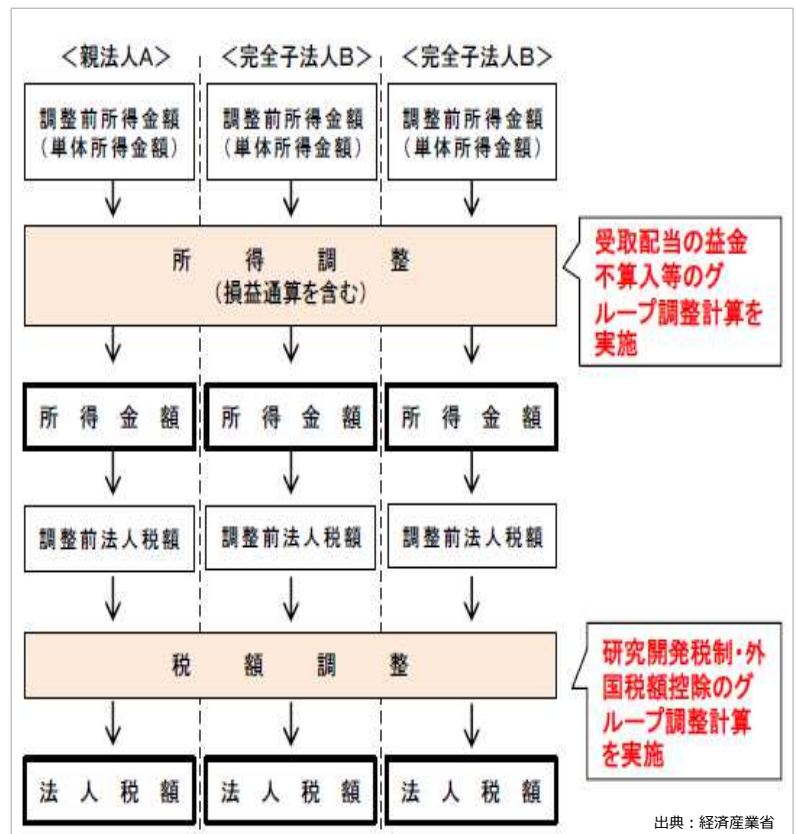 ＜親法人A＞ ＜完全子法人B＞ ＜完全子法人B＞
調整前所得金額 調整前所得金額 調整前所得金額
（単体所得金額） （単体所得金額） （単体所得金額）
所得調整
（損益通算を含む）
受取配当の益金
不算入等のグ
ループ調整計算を
実施
所得金額 所得金額 所得金額
調整前法人税額 調整前法人税額 調整前法人税額
税額調整
研究開発税制・外
国税額控除のグ
ループ調整計算
を実施
法人税額 法人税額 法人税額
出典：経済産業省